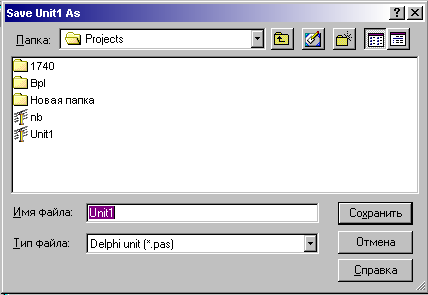 Save Unit1 As
Папка: Projects
1740
Bpl
Новая папка
nb
Unit1
Имя файла: Unit1 Сохранить
Тип файла: Delphi unit (*.pas) Отмена
Справка